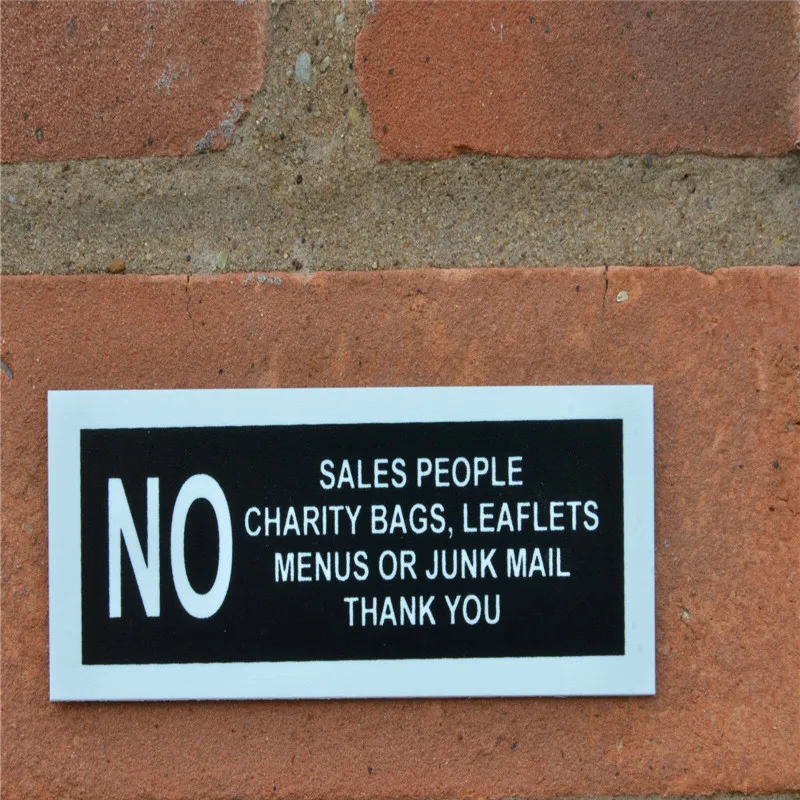 NO
SALES PEOPLE
CHARITY BAGS, LEAFLETS
MENUS OR JUNK MAIL
THANK YOU